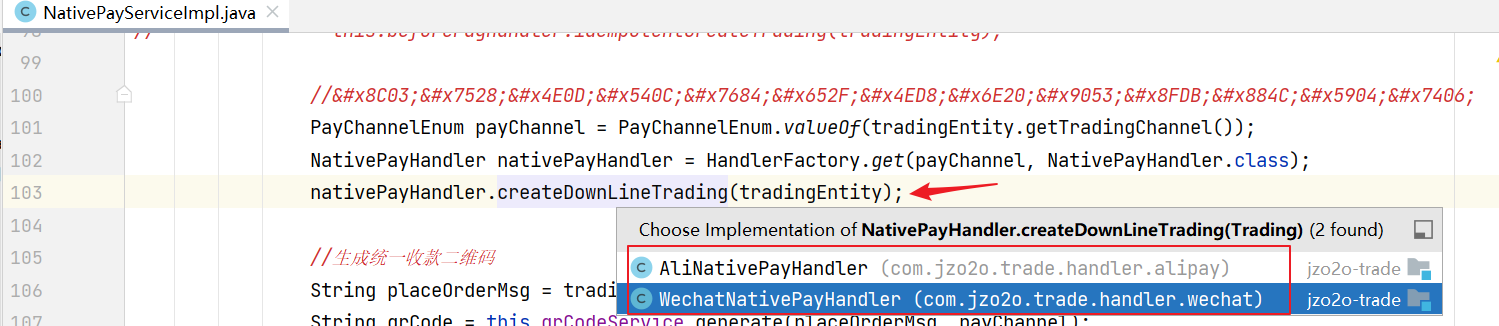 NativePayServiceImpl.java
98 // this.beforePayHandler.idempotentCreateTrading(tradingEntity);
99
100 //&#x8C03;&#x7528;&#x4E0D;&#x540C;&#x7684;&#x652F;&#x4ED8;&#x6E20;&#x9053;&#x8FDB;&#x884C;&#x5904;&#x7406;
101 PayChannelEnum payChannel = PayChannelEnum.valueOf(tradingEntity.getTradingChannel());
102 NativePayHandler nativePayHandler = HandlerFactory.get(payChannel, NativePayHandler.class);
103 nativePayHandler.createDownLineTrading(tradingEntity);
104
Choose Implementation of NativePayHandler.createDownLineTrading(Trading) (2 found)
105 //生成统一收款二维码
AliNativePayHandler (com.jzo2o.trade.handler.alipay) jzo2o-trade
106 String placeOrderMsg = tradi
WechatNativePayHandler (com.jzo2o.trade.handler.wechat) jzo2o-trade
107 String qrCode = this.qrCodeService.generate(placeOrderMsg, payChannel);